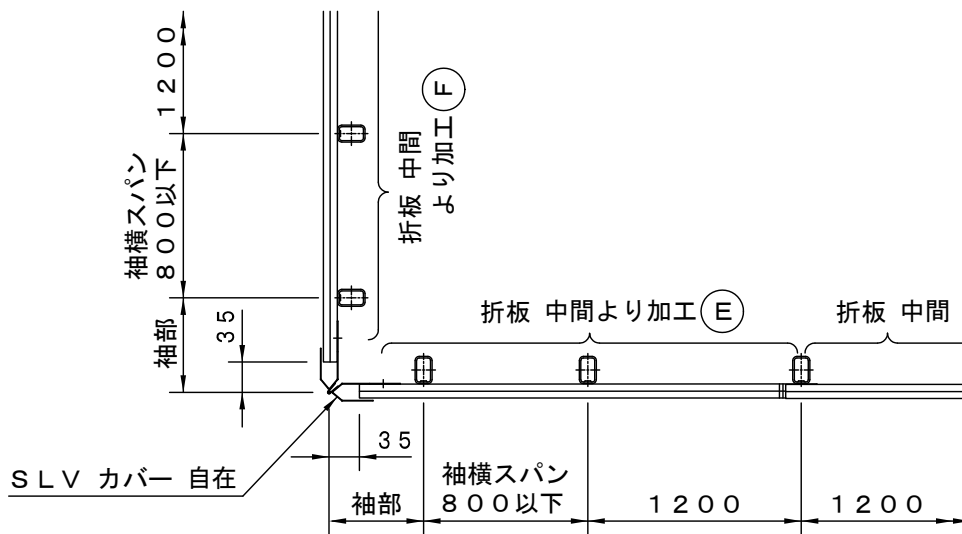 1200
袖横スパン
800以下
袖部
35
折板 中間
より加工 F
折板 中間より加工 E
折板 中間
35
SLV カバー 自在
袖部
袖横スパン
800以下
1200
1200